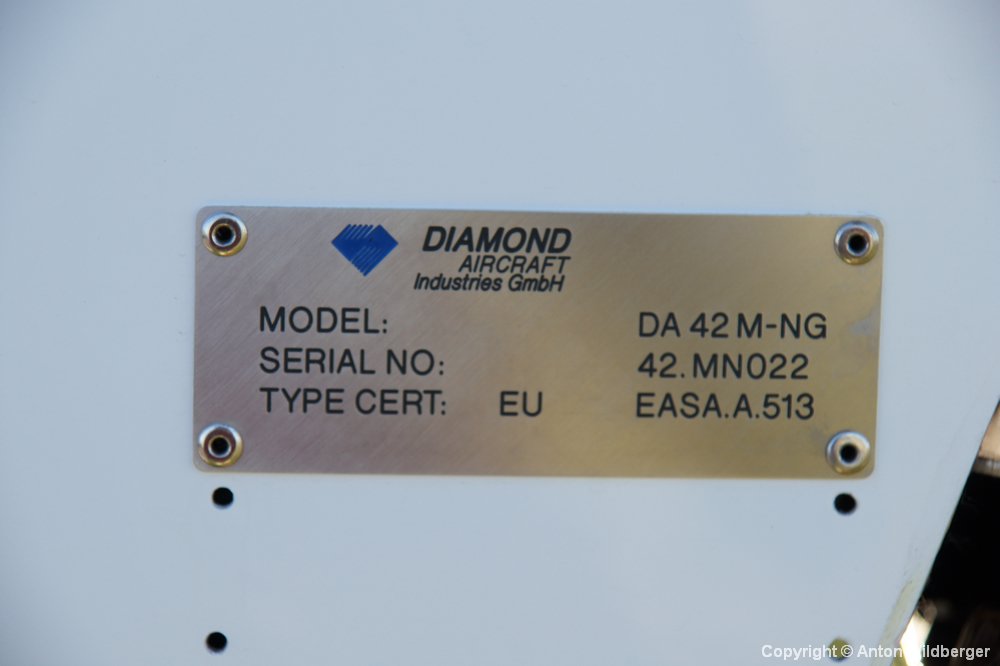 DIAMOND
AIRCRAFT
Industries GmbH
MODEL: DA 42 M-NG
SERIAL NO: 42.MN022
TYPE CERT: EU EASA.A.513
Copyright © Anton